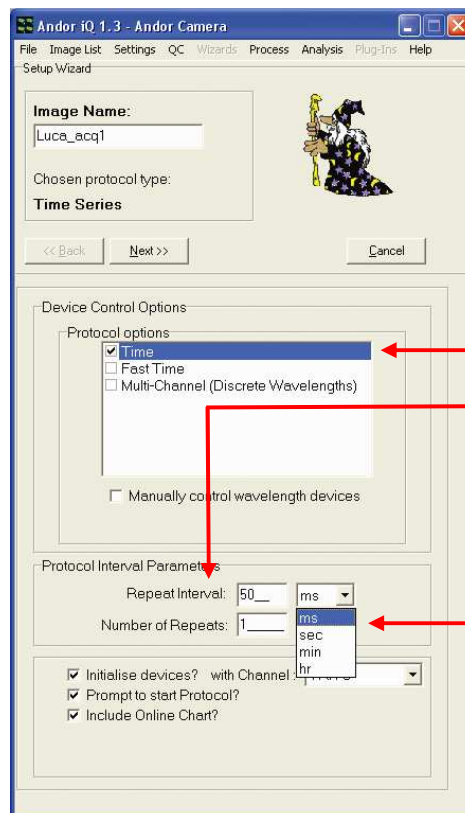 Andor iQ 1.3 - Andor Camera
File Image List Settings QC Wizards Process Analysis Plug-Ins Help
Setup Wizard
Image Name:
Luca_acq1
Chosen protocol type:
Time Series
<< Back Next >> Cancel
Device Control Options
Protocol options
Time
Fast Time
Multi-Channel (Discrete Wavelengths)
Manually control wavelength devices
Protocol Interval Parameters
Repeat Interval: 50__ ms
Number of Repeats: 1_____ ms
sec
min
hr
Initialise devices? with Channel :
Prompt to start Protocol?
Include Online Chart?